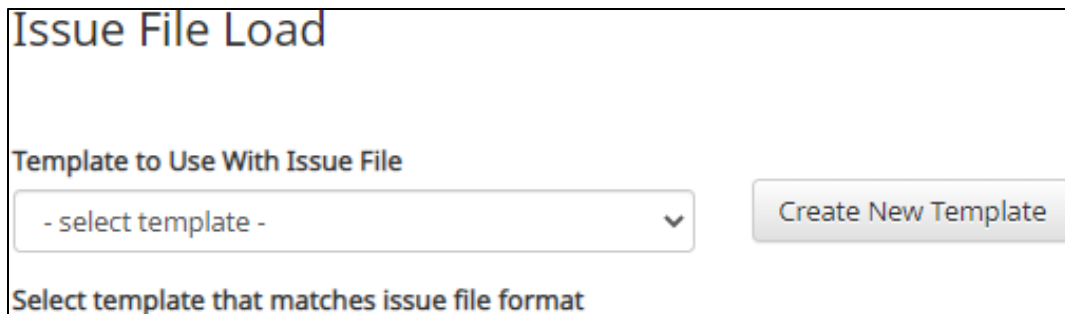 Issue File Load
Template to Use With Issue File
- select template -
Create New Template
Select template that matches issue file format